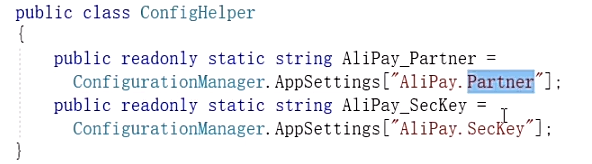 public class ConfigHelper
{
public readonly static string AliPay_Partner =
ConfigurationManager.AppSettings["AliPay.Partner"];
public readonly static string AliPay_SecKey =
ConfigurationManager.AppSettings["AliPay.SecKey"];
}